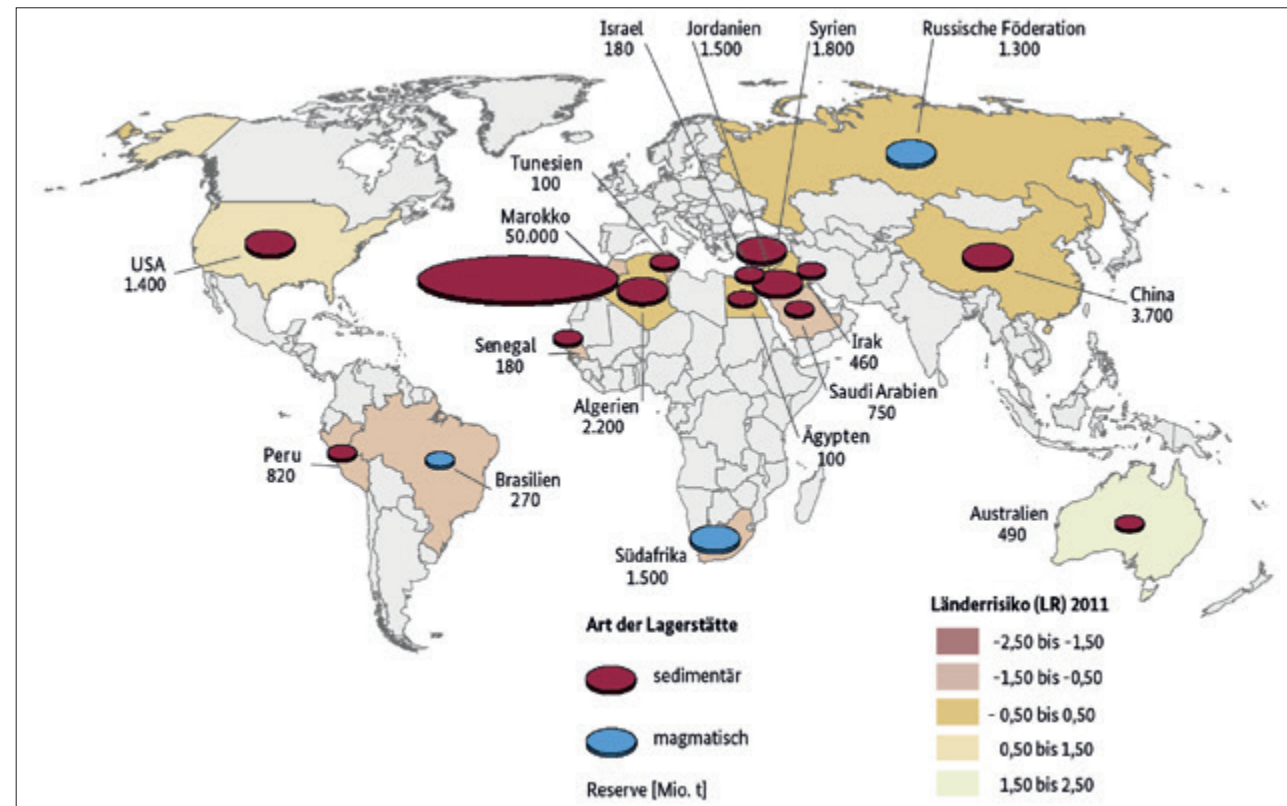 Israel
180
Jordanien
1.500
Syrien
1.800
Russische Föderation
1.300
Tunesien
100
Marokko
50.000
USA
1.400
China
3.700
Senegal
180
Irak
460
Saudi Arabien
750
Algerien
2.200
Ägypten
100
Peru
820
Brasilien
270
Australien
490
Südafrika
1.500
Art der Lagerstätte
sedimentär
magmatisch
Reserve [Mio. t]
Länderrisiko (LR) 2011
-2,50 bis -1,50
-1,50 bis -0,50
- 0,50 bis 0,50
0,50 bis 1,50
1,50 bis 2,50